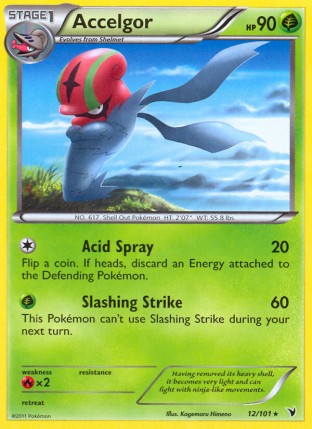 STAGE1 Accelgor HP90
Evolves from Shelmet
NO. 617. Shell Out Pokémon. HT: 2'07" WT: 55.8 lbs.
Acid Spray 20
Flip a coin. If heads, discard an Energy attached to
the Defending Pokémon.
Slashing Strike 60
This Pokémon can't use Slashing Strike during your
next turn.
weakness resistance
×2
retreat
Having removed its heavy shell,
it becomes very light and can
fight with ninja-like movements.
©2011 Pokémon Illus. Kagemaru Himeno 12/101 ★